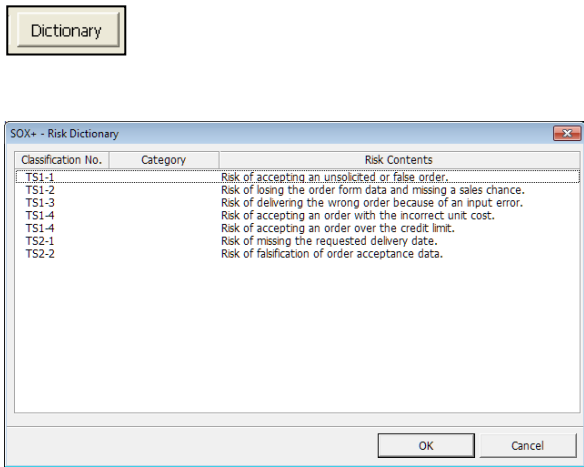 Dictionary
SOX+ - Risk Dictionary
Classification No. Category Risk Contents
TS1-1 Risk of accepting an unsolicited or false order.
TS1-2 Risk of losing the order form data and missing a sales chance.
TS1-3 Risk of delivering the wrong order because of an input error.
TS1-4 Risk of accepting an order with the incorrect unit cost.
TS1-4 Risk of accepting an order over the credit limit.
TS2-1 Risk of missing the requested delivery date.
TS2-2 Risk of falsification of order acceptance data.
OK Cancel